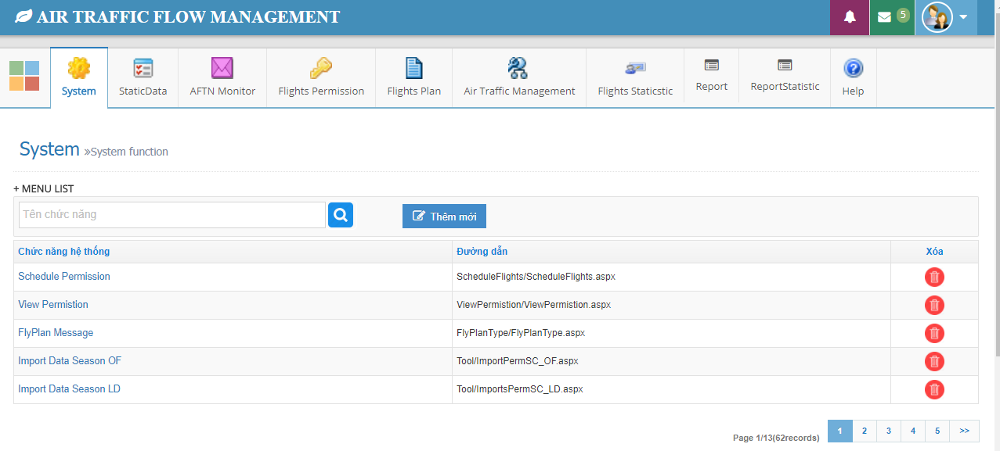 AIR TRAFFIC FLOW MANAGEMENT
5
System
StaticData
AFTN Monitor
Flights Permission
Flights Plan
Air Traffic Management
Flights Staticstic
Report
ReportStatistic
Help
System »System function
+ MENU LIST
Tên chức năng
Thêm mới
Chức năng hệ thống Đường dẫn Xóa
Schedule Permission ScheduleFlights/ScheduleFlights.aspx
View Permistion ViewPermistion/ViewPermistion.aspx
FlyPlan Message FlyPlanType/FlyPlanType.aspx
Import Data Season OF Tool/ImportPermSC_OF.aspx
Import Data Season LD Tool/ImportsPermSC_LD.aspx
Page 1/13(62records) 1 2 3 4 5 >>